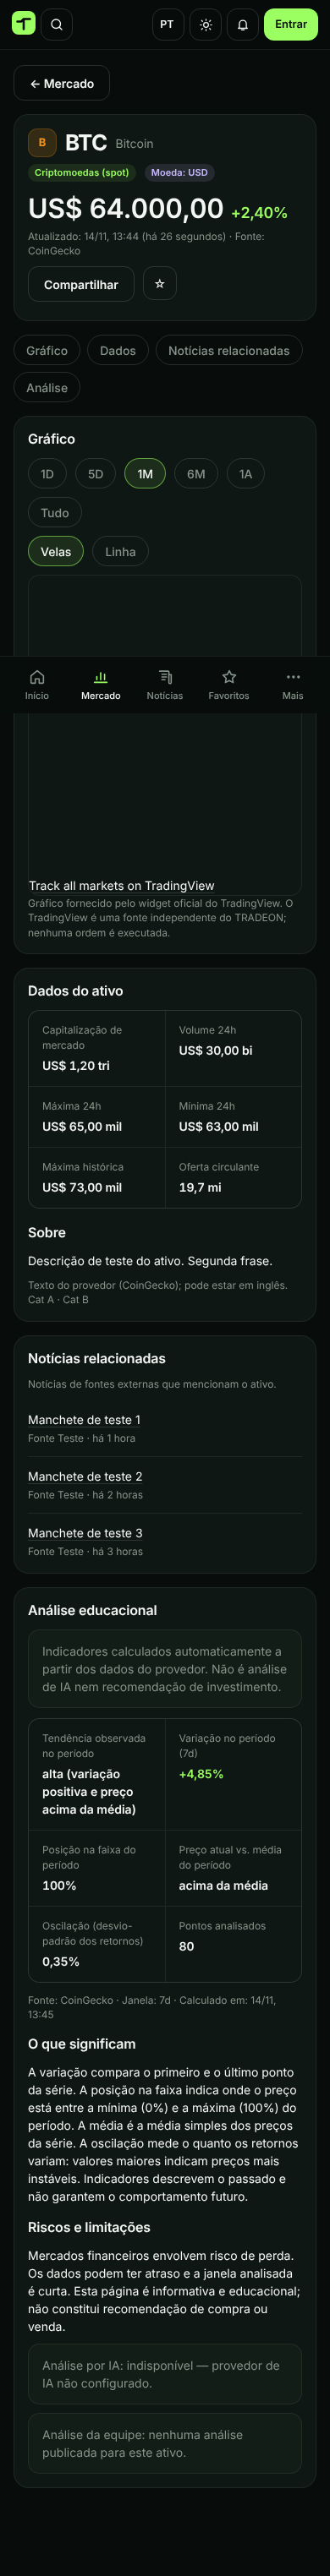 PT
Entrar
← Mercado
B
BTC Bitcoin
Criptomoedas (spot) Moeda: USD
US$ 64.000,00 +2,40%
Atualizado: 14/11, 13:44 (há 26 segundos) · Fonte:
CoinGecko
Compartilhar
Gráfico Dados Notícias relacionadas
Análise
Gráfico
1D 5D 1M 6M 1A
Tudo
Velas Linha
Início Mercado Notícias Favoritos Mais
Track all markets on TradingView
Gráfico fornecido pelo widget oficial do TradingView. O
TradingView é uma fonte independente do TRADEON;
nenhuma ordem é executada.
Dados do ativo
Capitalização de
mercado
US$ 1,20 tri
Volume 24h
US$ 30,00 bi
Máxima 24h
US$ 65,00 mil
Mínima 24h
US$ 63,00 mil
Máxima histórica
US$ 73,00 mil
Oferta circulante
19,7 mi
Sobre
Descrição de teste do ativo. Segunda frase.
Texto do provedor (CoinGecko); pode estar em inglês.
Cat A · Cat B
Notícias relacionadas
Notícias de fontes externas que mencionam o ativo.
Manchete de teste 1
Fonte Teste · há 1 hora
Manchete de teste 2
Fonte Teste · há 2 horas
Manchete de teste 3
Fonte Teste · há 3 horas
Análise educacional
Indicadores calculados automaticamente a
partir dos dados do provedor. Não é análise
de IA nem recomendação de investimento.
Tendência observada
no período
alta (variação
positiva e preço
acima da média)
Variação no período
(7d)
+4,85%
Posição na faixa do
período
100%
Preço atual vs. média
do período
acima da média
Oscilação (desvio-
padrão dos retornos)
0,35%
Pontos analisados
80
Fonte: CoinGecko · Janela: 7d · Calculado em: 14/11,
13:45
O que significam
A variação compara o primeiro e o último ponto
da série. A posição na faixa indica onde o preço
está entre a mínima (0%) e a máxima (100%) do
período. A média é a média simples dos preços
da série. A oscilação mede o quanto os retornos
variam: valores maiores indicam preços mais
instáveis. Indicadores descrevem o passado e
não garantem o comportamento futuro.
Riscos e limitações
Mercados financeiros envolvem risco de perda.
Os dados podem ter atraso e a janela analisada
é curta. Esta página é informativa e educacional;
não constitui recomendação de compra ou
venda.
Análise por IA: indisponível — provedor de
IA não configurado.
Análise da equipe: nenhuma análise
publicada para este ativo.